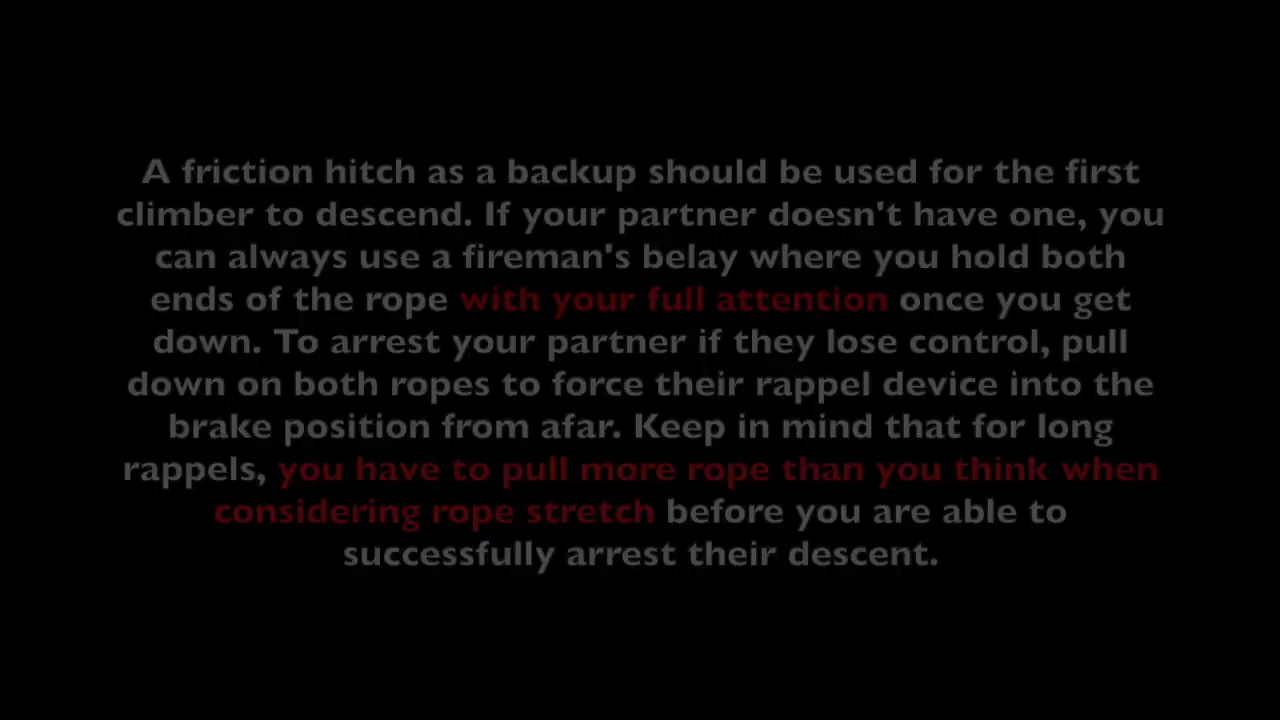 A friction hitch as a backup should be used for the first
climber to descend. If your partner doesn't have one, you
can always use a fireman's belay where you hold both
ends of the rope with your full attention once you get
down. To arrest your partner if they lose control, pull
down on both ropes to force their rappel device into the
brake position from afar. Keep in mind that for long
rappels, you have to pull more rope than you think when
considering rope stretch before you are able to
successfully arrest their descent.